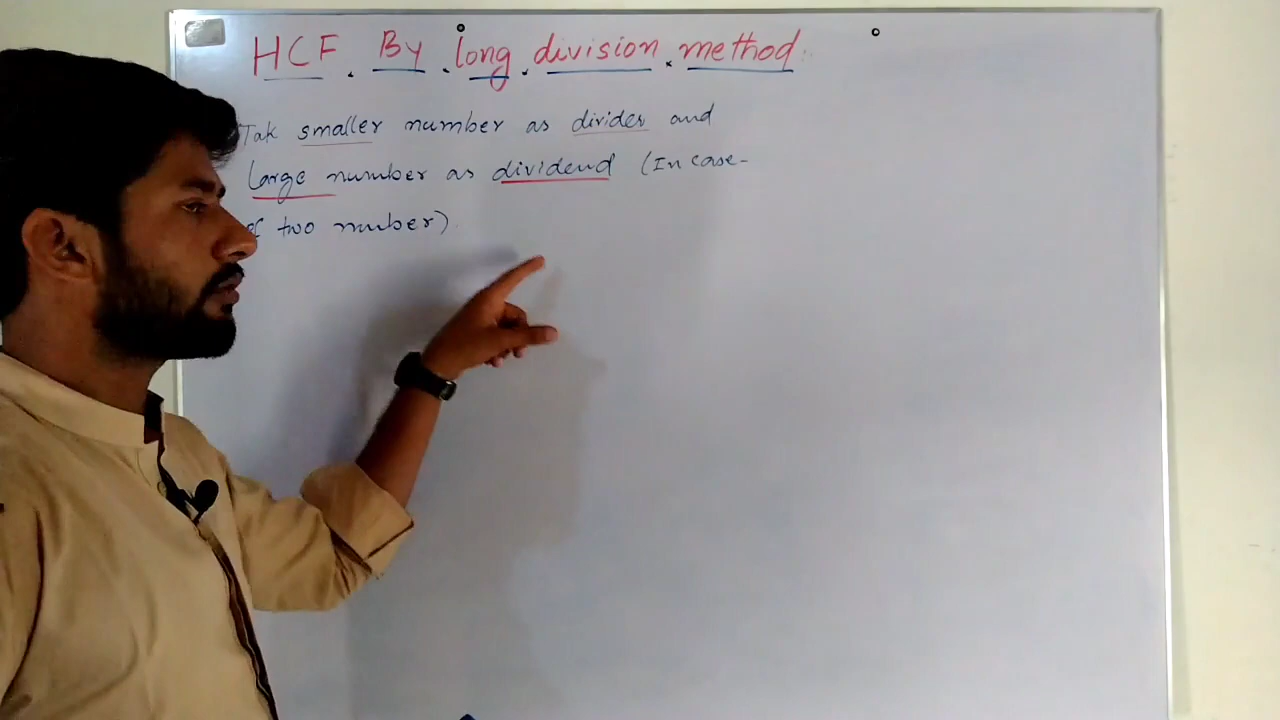 HCF By long division method.
Tak smaller number as divider and
large number as dividend (In case-
of two number).